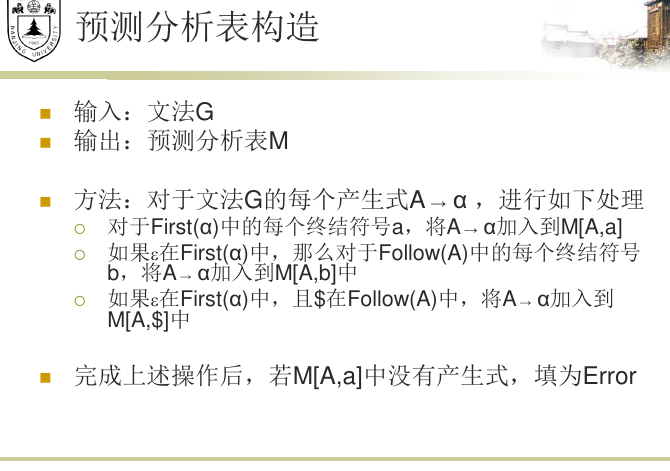 预测分析表构造
输入：文法G
输出：预测分析表M
方法：对于文法G的每个产生式A→α ，进行如下处理
对于First(α)中的每个终结符号a，将A→α加入到M[A,a]
如果ε在First(α)中，那么对于Follow(A)中的每个终结符号
b，将A→α加入到M[A,b]中
如果ε在First(α)中，且$在Follow(A)中，将A→α加入到
M[A,$]中
完成上述操作后，若M[A,a]中没有产生式，填为Error